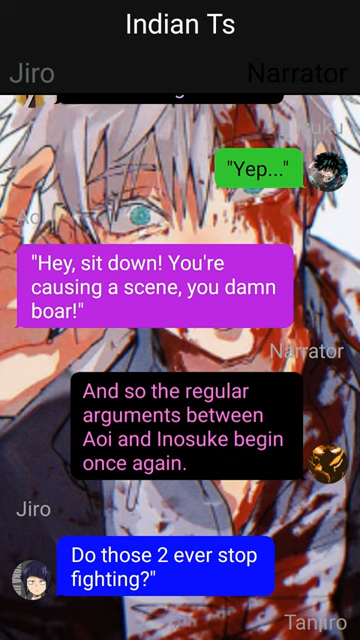 Indian Ts
Jiro
Narrator
"Yep..."
"Hey, sit down! You're
causing a scene, you damn
boar!"
Narrator
And so the regular
arguments between
Aoi and Inosuke begin
once again.
Jiro
Do those 2 ever stop
fighting?"
Tanjiro